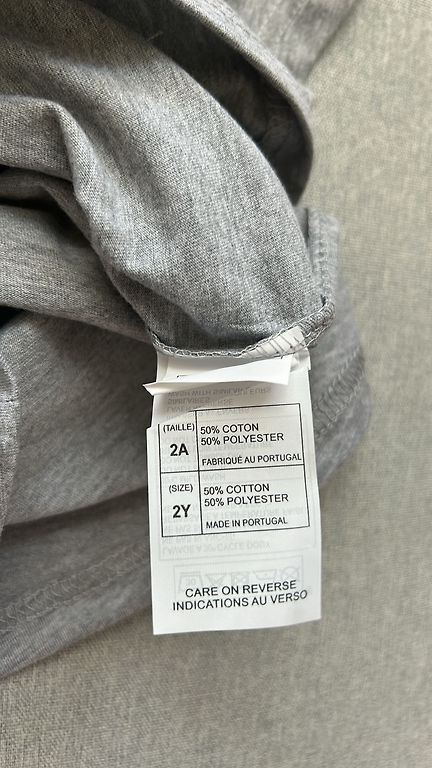 (TAILLE)
2A
50% COTON
50% POLYESTER
FABRIQUÉ AU PORTUGAL
(SIZE)
2Y
50% COTTON
50% POLYESTER
MADE IN PORTUGAL
CARE ON REVERSE
INDICATIONS AU VERSO